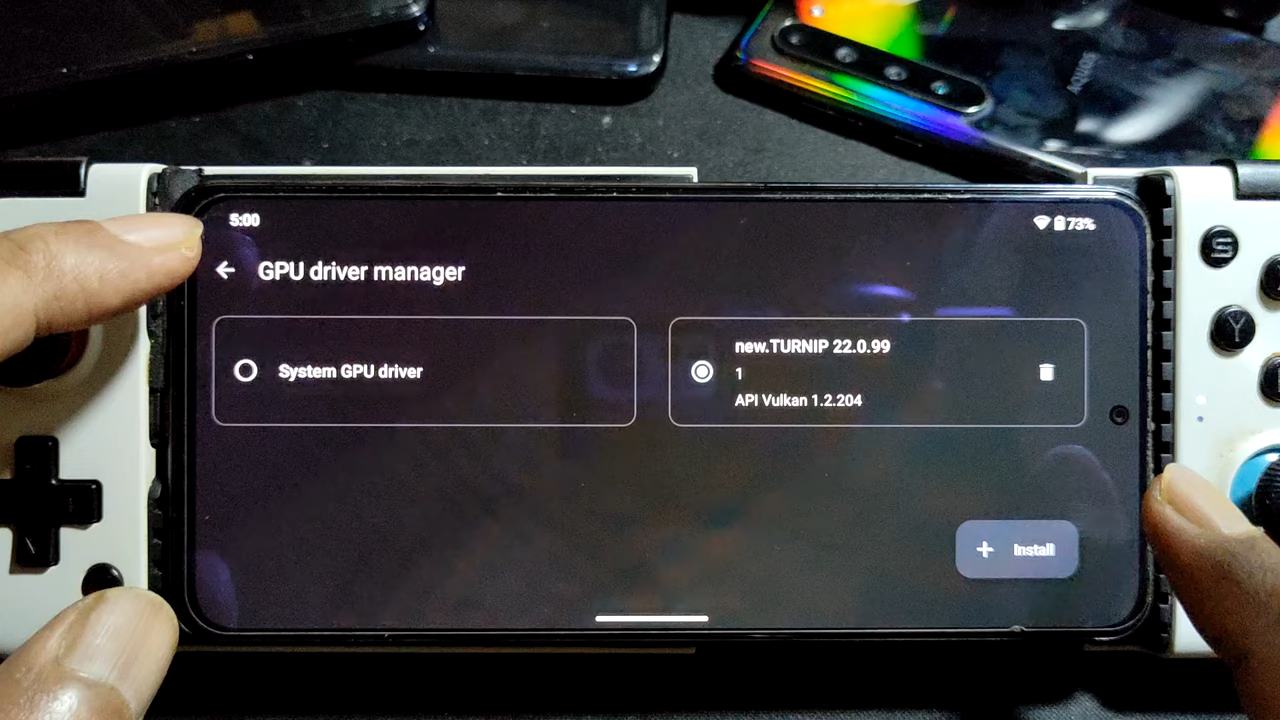 5:00
73%
GPU driver manager
System GPU driver
new.TURNIP 22.0.99
1
API Vulkan 1.2.204
Install
S
Y